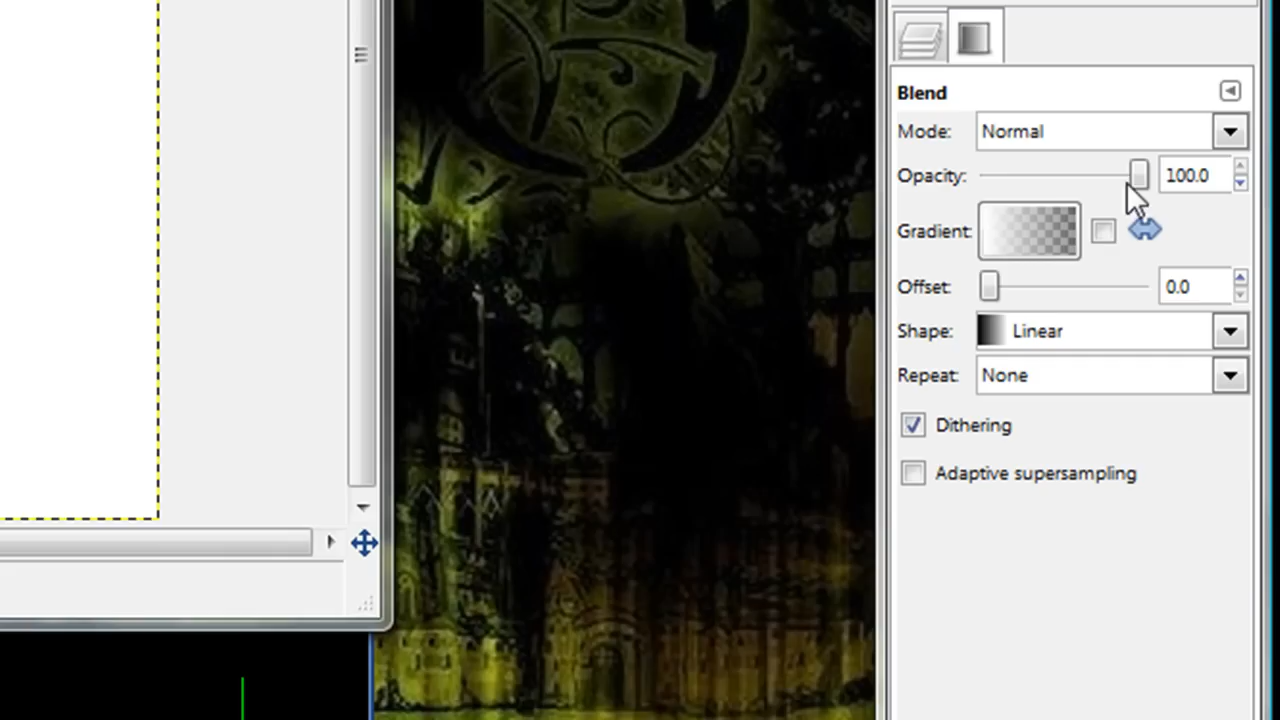 Blend
Mode: Normal
Opacity: 100.0
Gradient:
Offset: 0.0
Shape: Linear
Repeat: None
Dithering
Adaptive supersampling